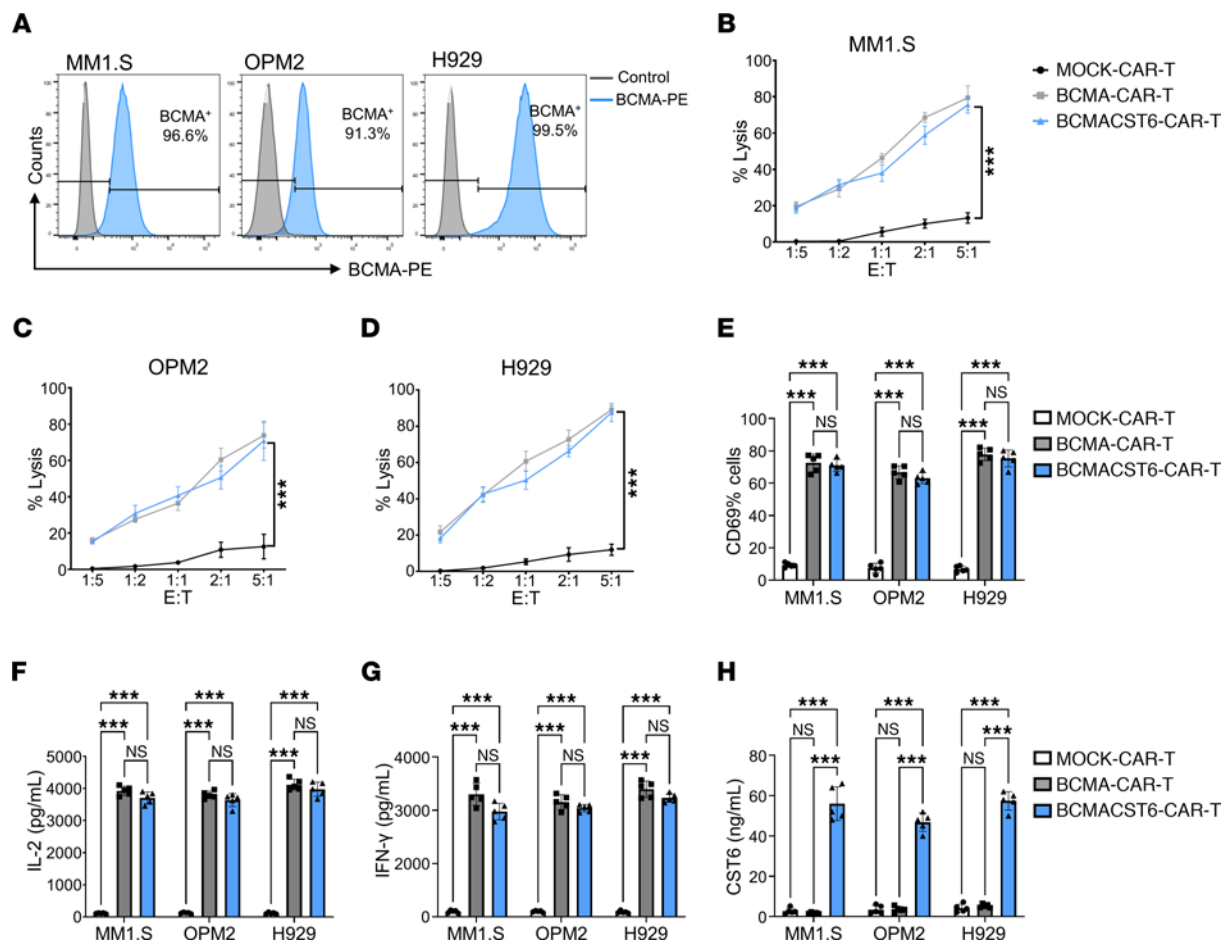 A
MM1.S
OPM2
H929
Control
BCMA-PE
BCMA⁺
96.6%
BCMA⁺
91.3%
BCMA⁺
99.5%
Counts
BCMA-PE
B
MM1.S
MOCK-CAR-T
BCMA-CAR-T
BCMACST6-CAR-T
% Lysis
100
80
60
40
20
0
***
1:5 1:2 1:1 2:1 5:1
E:T
C
OPM2
% Lysis
100
80
60
40
20
0
***
1:5 1:2 1:1 2:1 5:1
E:T
D
H929
% Lysis
100
80
60
40
20
0
***
1:5 1:2 1:1 2:1 5:1
E:T
E
*** *** ***
*** *** NS
NS NS ***
CD69% cells
100
80
60
40
20
0
MM1.S OPM2 H929
MOCK-CAR-T
BCMA-CAR-T
BCMACST6-CAR-T
F
*** *** ***
*** *** NS
NS NS ***
IL-2 (pg/mL)
5000
4000
3000
2000
1000
0
MM1.S OPM2 H929
G
*** *** ***
*** *** NS
NS NS ***
IFN-γ (pg/mL)
4000
3000
2000
0
MM1.S OPM2 H929
H
*** *** ***
NS NS ***
*** *** NS
CST6 (ng/mL)
80
60
40
20
0
MM1.S OPM2 H929
MOCK-CAR-T
BCMA-CAR-T
BCMACST6-CAR-T